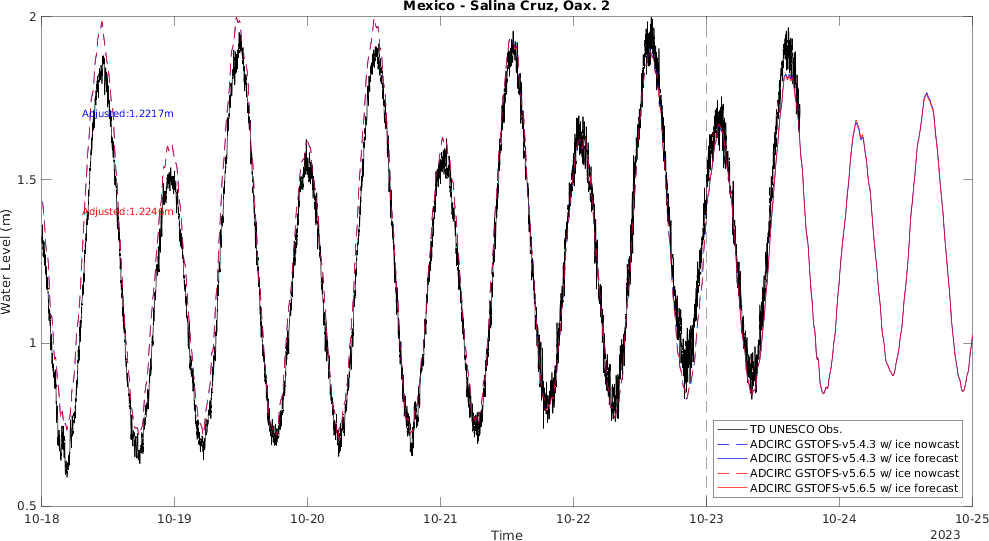 Mexico - Salina Cruz, Oax. 2
2
1.5
1
0.5
Water Level (m)
Adjusted:1.2217m
Adjusted:1.2246m
TD UNESCO Obs.
ADCIRC GSTOFS-v5.4.3 w/ ice nowcast
ADCIRC GSTOFS-v5.4.3 w/ ice forecast
ADCIRC GSTOFS-v5.6.5 w/ ice nowcast
ADCIRC GSTOFS-v5.6.5 w/ ice forecast
10-18 10-19 10-20 10-21 10-22 10-23 10-24 10-25
Time
2023